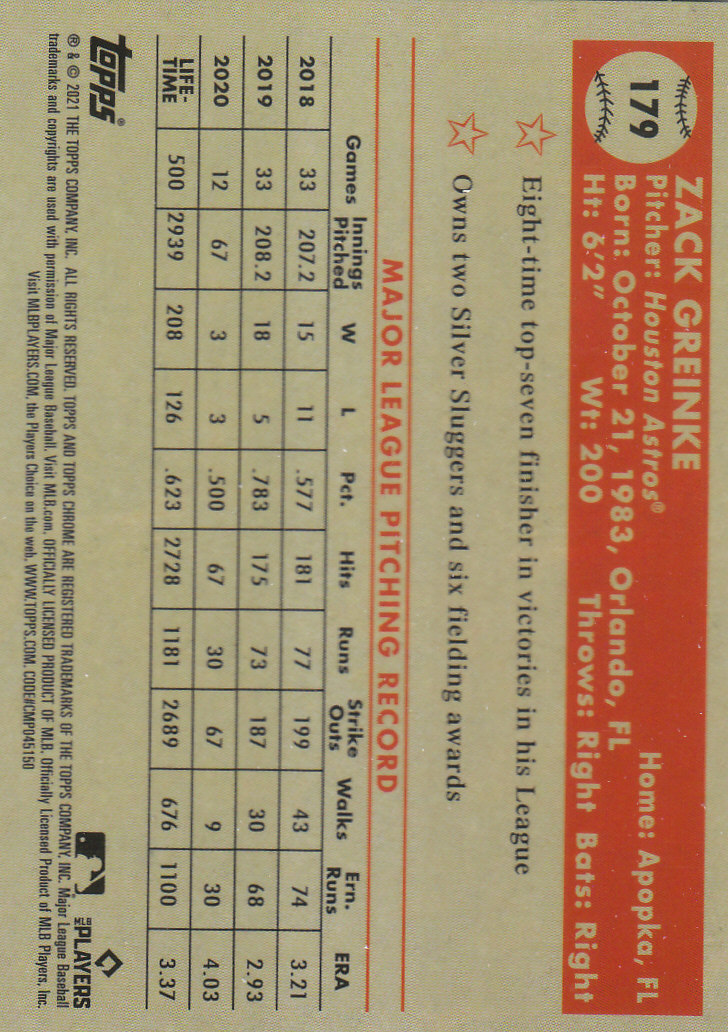 179
ZACK GREINKE
Pitcher: Houston Astros® Home: Apopka, FL
Born: October 21, 1983, Orlando, FL
Ht: 6'2" Wt: 200 Throws: Right Bats: Right
Eight-time top-seven finisher in victories in his League
Owns two Silver Sluggers and six fielding awards
MAJOR LEAGUE PITCHING RECORD
Games Innings Pitched W L Pct. Hits Runs Strike Outs Walks Ern. Runs ERA
2018 33 207.2 15 11 .577 181 77 199 43 74 3.21
2019 33 208.2 18 5 .783 175 73 187 30 68 2.93
2020 12 67 3 3 .500 67 30 67 9 30 4.03
LIFE-TIME 500 2939 208 126 .623 2728 1181 2689 676 1100 3.37
topps®
MLB PLAYERS
® & © 2021 THE TOPPS COMPANY, INC. ALL RIGHTS RESERVED. TOPPS AND TOPPS CHROME ARE REGISTERED TRADEMARKS OF THE TOPPS COMPANY, INC. Major League Baseball
trademarks and copyrights are used with permission of Major League Baseball. Visit MLB.com. OFFICIALLY LICENSED PRODUCT OF MLB. Officially Licensed Product of MLB Players, Inc.
Visit MLBPLAYERS.COM, the Players Choice on the web. WWW.TOPPS.COM. CODE#CMP045150